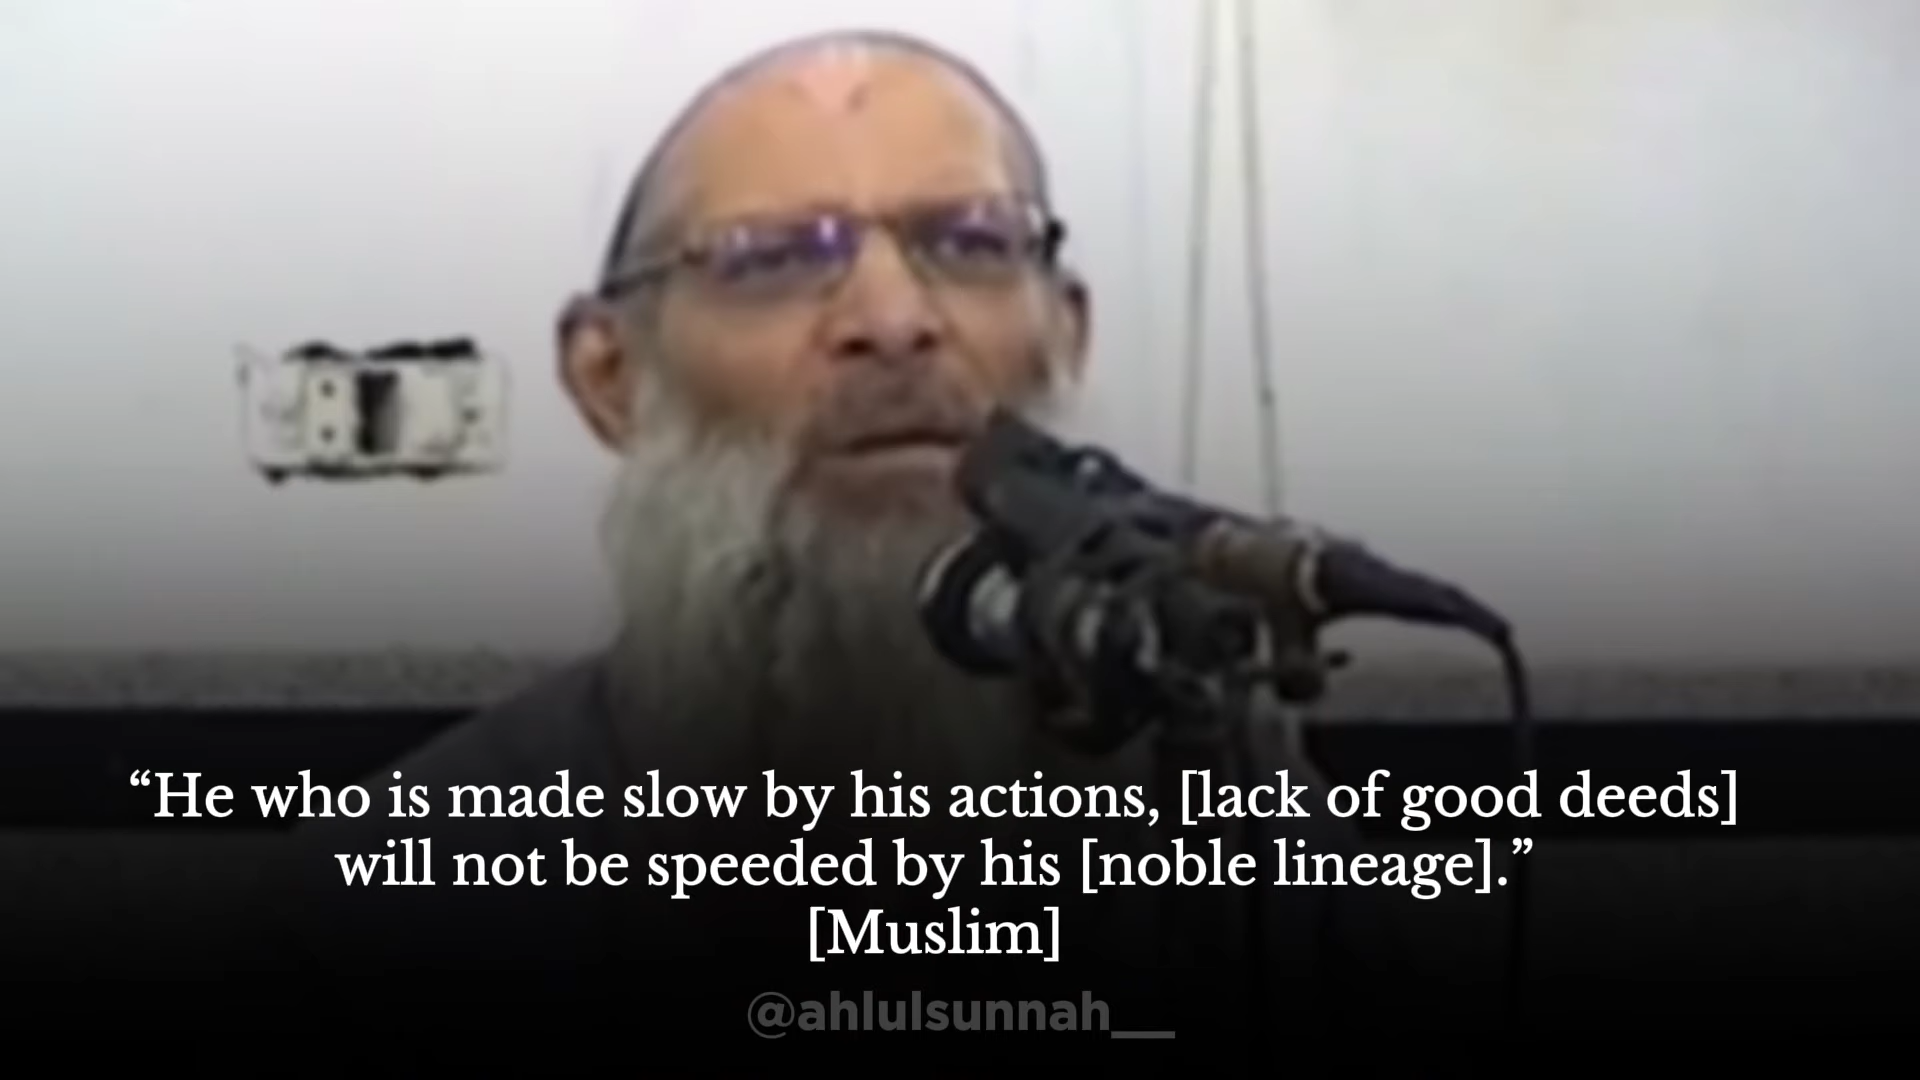 “He who is made slow by his actions, [lack of good deeds]
will not be speeded by his [noble lineage].”
[Muslim]
@ahlulsunnah__